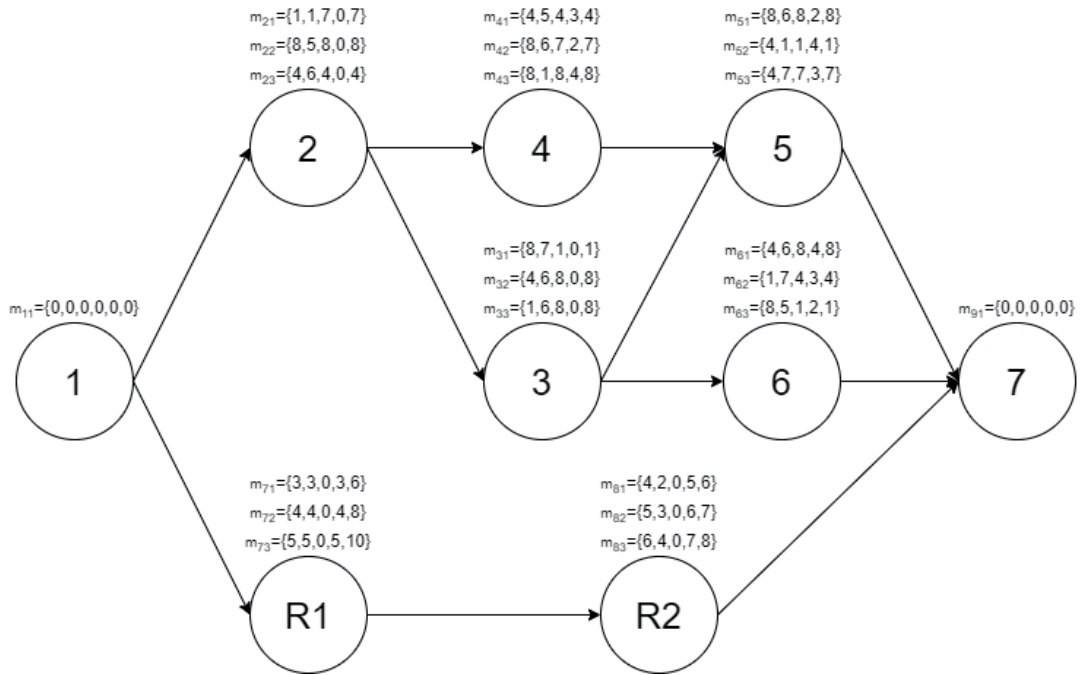 m21={1,1,7,0,7}
m22={8,5,8,0,8}
m23={4,6,4,0,4}
2
m41={4,5,4,3,4}
m42={8,6,7,2,7}
m43={8,1,8,4,8}
4
m51={8,6,8,2,8}
m52={4,1,1,4,1}
m53={4,7,7,3,7}
5
m11={0,0,0,0,0,0}
1
m31={8,7,1,0,1}
m32={4,6,8,0,8}
m33={1,6,8,0,8}
3
m61={4,6,8,4,8}
m62={1,7,4,3,4}
m63={8,5,1,2,1}
6
m91={0,0,0,0,0}
7
m71={3,3,0,3,6}
m72={4,4,0,4,8}
m73={5,5,0,5,10}
R1
m81={4,2,0,5,6}
m82={5,3,0,6,7}
m83={6,4,0,7,8}
R2